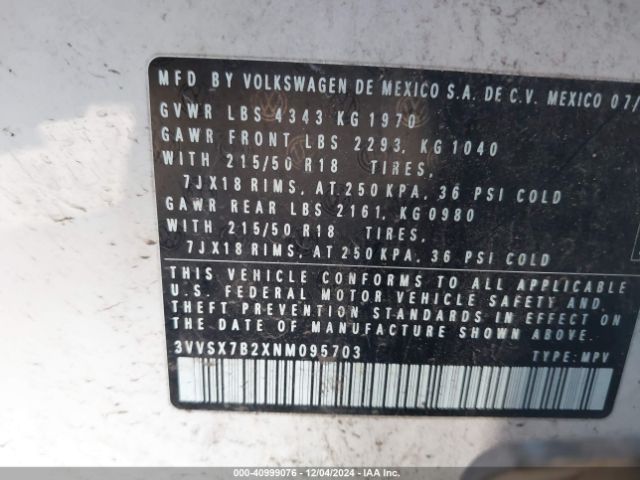 MFD BY VOLKSWAGEN DE MEXICO S.A. DE C.V. MEXICO 07/
GVWR LBS 4343 KG 1970
GAWR FRONT LBS 2293, KG 1040
WITH 215/50 R18 TIRES,
7JX18 RIMS, AT 250 KPA, 36 PSI COLD
GAWR REAR LBS 2161, KG 0980
WITH 215/50 R18 TIRES,
7JX18 RIMS, AT 250 KPA, 36 PSI COLD
THIS VEHICLE CONFORMS TO ALL APPLICABLE
U.S. FEDERAL MOTOR VEHICLE SAFETY AND.
THEFT PREVENTION STANDARDS IN EFFECT
ON THE DATE OF MANUFACTURE SHOWN ABOVE
3VVSX7B2XNM095703 TYPE: MPV
000-40999076 - 12/04/2024 - IAAI.COM